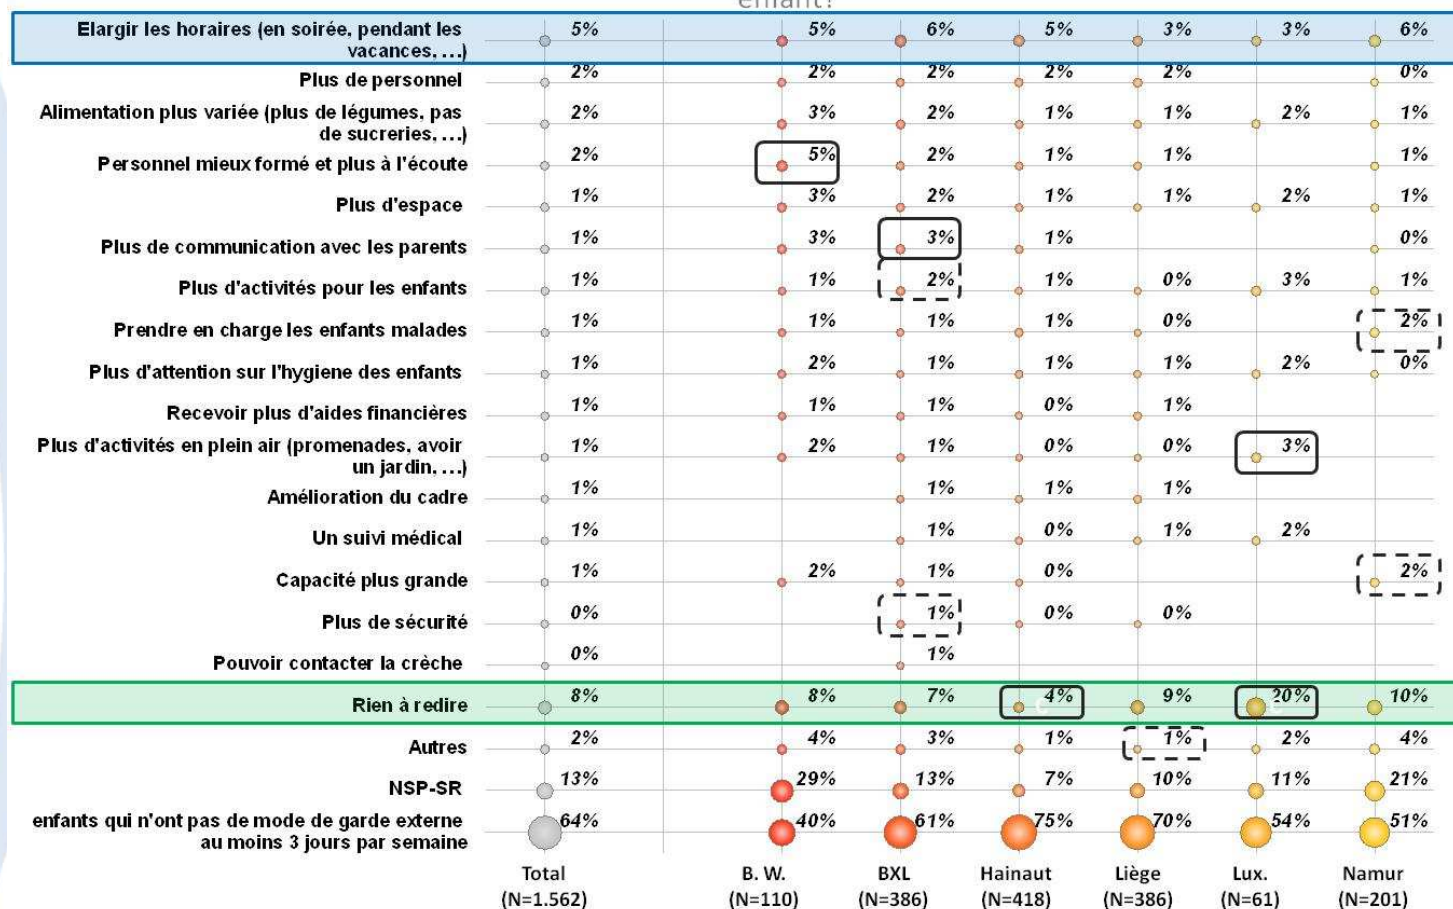 enfant?
Elargir les horaires (en soirée, pendant les vacances, ...) 5% 5% 6% 5% 3% 3% 6%
Plus de personnel 2% 2% 2% 2% 2% 0%
Alimentation plus variée (plus de légumes, pas de sucreries, ...) 2% 3% 2% 1% 1% 2% 1%
Personnel mieux formé et plus à l'écoute 2% 5% 2% 1% 1% 1%
Plus d'espace 1% 3% 2% 1% 1% 2% 1%
Plus de communication avec les parents 1% 3% 3% 1% 0%
Plus d'activités pour les enfants 1% 1% 2% 1% 0% 3% 1%
Prendre en charge les enfants malades 1% 1% 1% 1% 0% 2%
Plus d'attention sur l'hygiene des enfants 1% 2% 1% 1% 1% 2% 0%
Recevoir plus d'aides financières 1% 1% 1% 0% 1%
Plus d'activités en plein air (promenades, avoir un jardin, ...) 1% 2% 1% 0% 0% 3%
Amélioration du cadre 1% 1% 1% 1%
Un suivi médical 1% 1% 0% 1% 2%
Capacité plus grande 1% 2% 1% 0% 2%
Plus de sécurité 0% 1% 0% 0%
Pouvoir contacter la crèche 0% 1%
Rien à redire 8% 8% 7% 4% 9% 20% 10%
Autres 2% 4% 3% 1% 1% 2% 4%
NSP-SR 13% 29% 13% 7% 10% 11% 21%
enfants qui n'ont pas de mode de garde externe au moins 3 jours par semaine 64% 40% 61% 75% 70% 54% 51%
Total B. W. BXL Hainaut Liège Lux. Namur
(N=1.562) (N=110) (N=386) (N=418) (N=386) (N=61) (N=201)